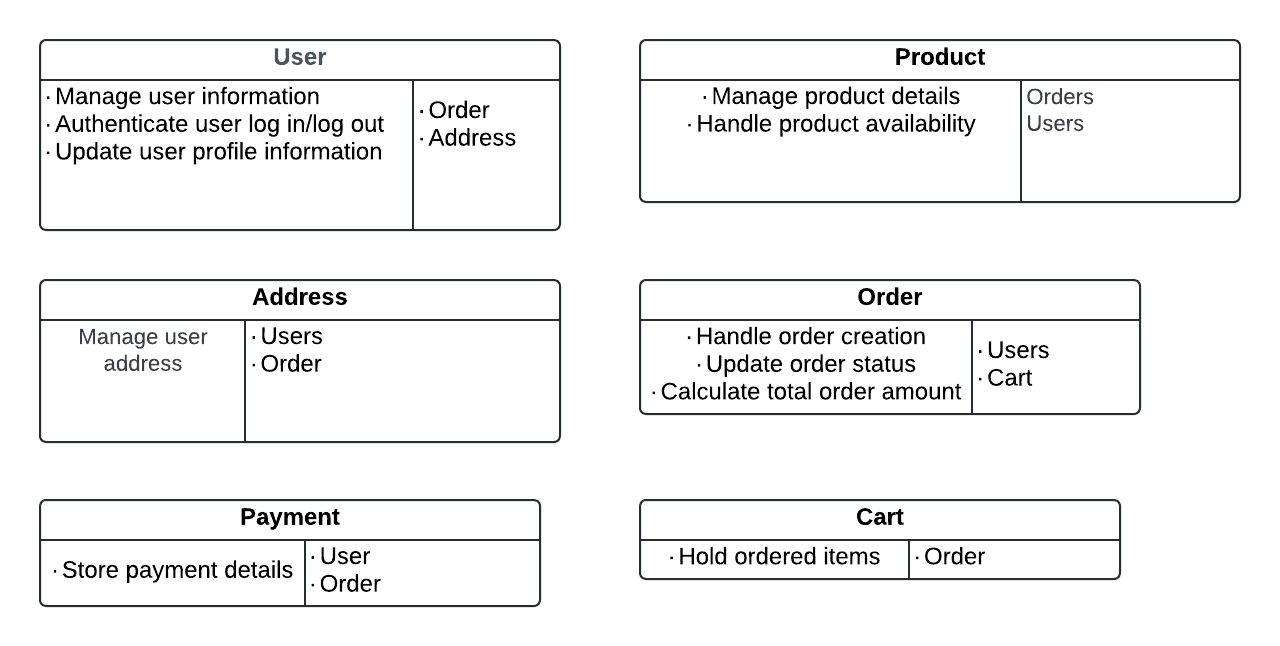 User
· Manage user information
· Authenticate user log in/log out
· Update user profile information
· Order
· Address
Product
· Manage product details
· Handle product availability
Orders
Users
Address
Manage user
address
· Users
· Order
Order
· Handle order creation
· Update order status
· Calculate total order amount
· Users
· Cart
Payment
· Store payment details
· User
· Order
Cart
· Hold ordered items
· Order